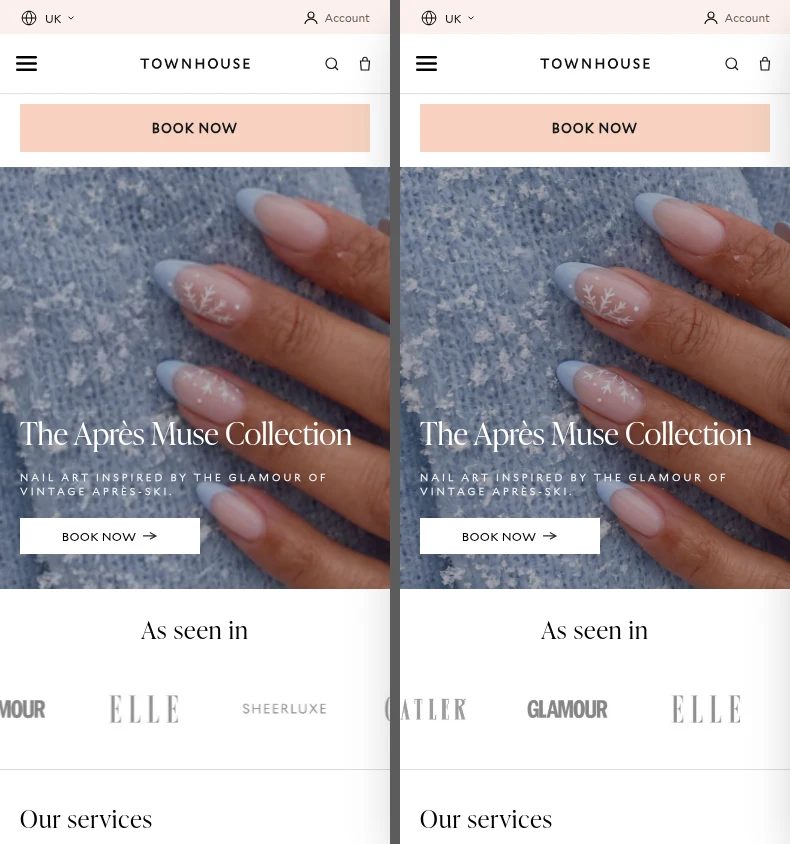 UK
Account
TOWNHOUSE
BOOK NOW
The Après Muse Collection
NAIL ART INSPIRED BY THE GLAMOUR OF
VINTAGE APRÈS-SKI.
BOOK NOW
As seen in
MOUR ELLE SHEERLUXE
Our services
UK
Account
TOWNHOUSE
BOOK NOW
The Après Muse Collection
NAIL ART INSPIRED BY THE GLAMOUR OF
VINTAGE APRÈS-SKI.
BOOK NOW
As seen in
ATLER GLAMOUR ELLE
Our services